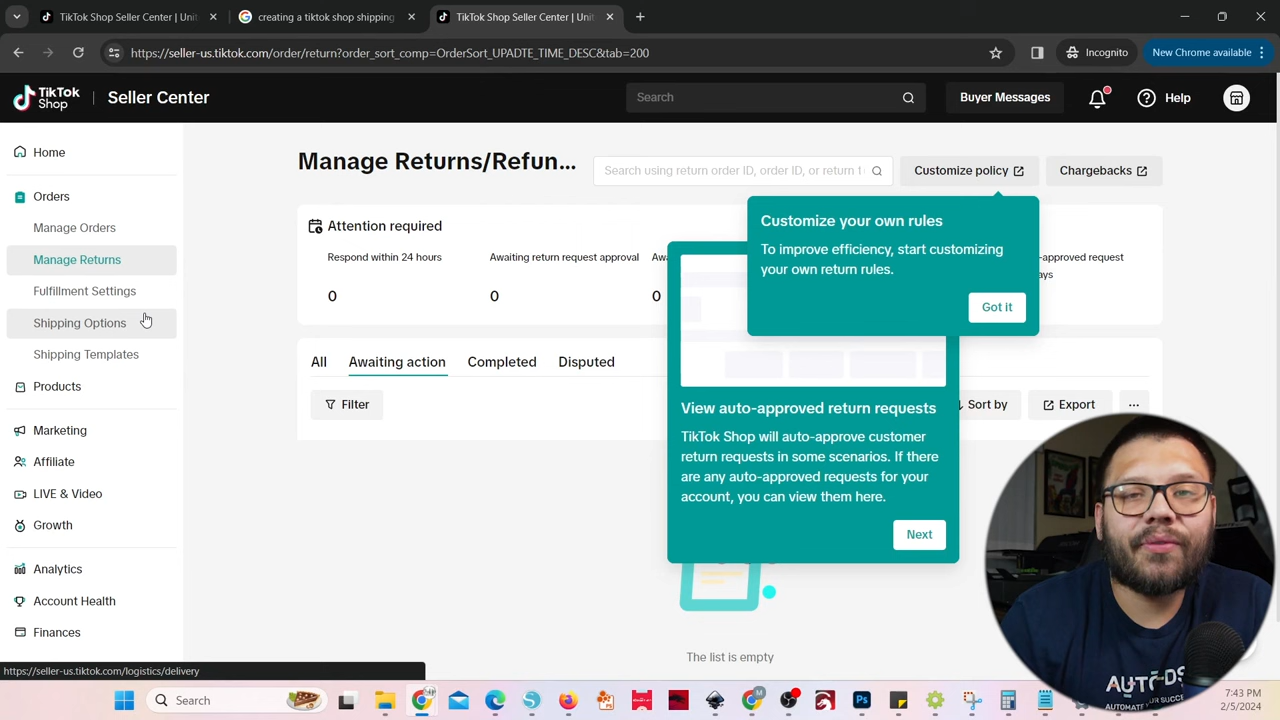 TikTok Shop Seller Center | Unit
creating a tiktok shop shipping
TikTok Shop Seller Center | Unit
https://seller-us.tiktok.com/order/return?order_sort_comp=OrderSort_UPADTE_TIME_DESC&tab=200
Incognito
New Chrome available
TikTok Shop
Seller Center
Search
Buyer Messages
Help
Home
Orders
Manage Orders
Manage Returns
Fulfillment Settings
Shipping Options
Shipping Templates
Products
Marketing
Affiliate
LIVE & Video
Growth
Analytics
Account Health
Finances
Manage Returns/Refun...
Search using return order ID, order ID, or return t
Customize policy
Chargebacks
Attention required
Respond within 24 hours
0
Awaiting return request approval
0
0
-approved request
Customize your own rules
To improve efficiency, start customizing
your own return rules.
Got it
All
Awaiting action
Completed
Disputed
Filter
Sort by
Export
...
View auto-approved return requests
TikTok Shop will auto-approve customer
return requests in some scenarios. If there
are any auto-approved requests for your
account, you can view them here.
Next
The list is empty
https://seller-us.tiktok.com/logistics/delivery
AUTODS
AUTOMATE YOUR
Search
7:43 PM
2/5/2024